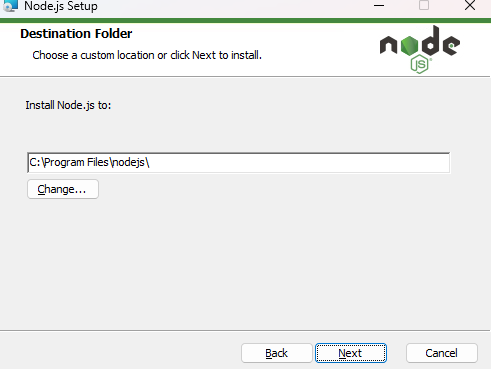 Node.js Setup
Destination Folder
Choose a custom location or click Next to install.
node
JS
Install Node.js to:
C:\Program Files\nodejs\
Change...
Back
Next
Cancel